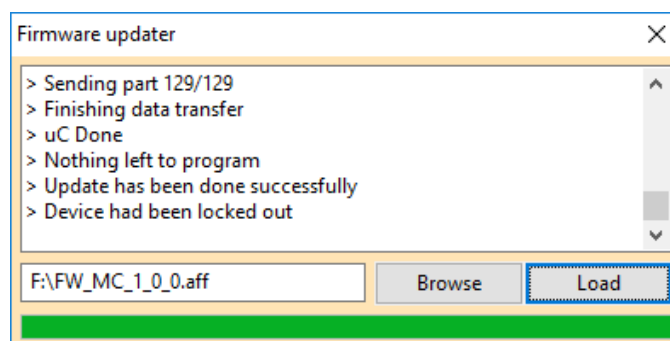 Firmware updater
> Sending part 129/129
> Finishing data transfer
> uC Done
> Nothing left to program
> Update has been done successfully
> Device had been locked out
F:\FW_MC_1_0_0.aff
Browse
Load